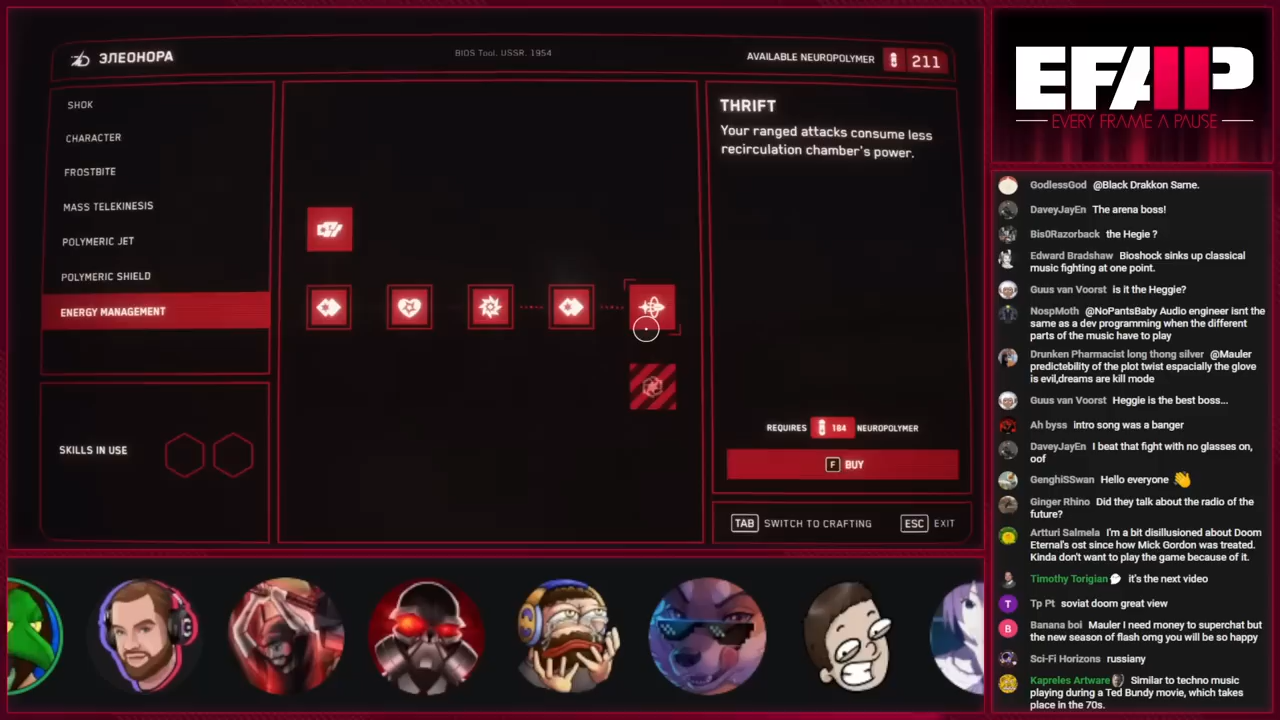 ЭЛЕОНОРА
BIOS Tool. USSR. 1954
AVAILABLE NEUROPOLYMER 211
SHOK
CHARACTER
FROSTBITE
MASS TELEKINESIS
POLYMERIC JET
POLYMERIC SHIELD
ENERGY MANAGEMENT
SKILLS IN USE
THRIFT
Your ranged attacks consume less
recirculation chamber's power.
REQUIRES 184 NEUROPOLYMER
F BUY
TAB SWITCH TO CRAFTING ESC EXIT
EFAP
EVERY FRAME A PAUSE
GodlessGod @Black Drakkon Same.
DaveyJayEn The arena boss!
Bis0Razorback the Hegie ?
Edward Bradshaw Bioshock sinks up classical
music fighting at one point.
Guus van Voorst is it the Heggie?
NospMoth @NoPantsBaby Audio engineer isnt the
same as a dev programming when the different
parts of the music have to play
Drunken Pharmacist long thong silver @Mauler
predictebility of the plot twist espacially the glove
is evil,dreams are kill mode
Guus van Voorst Heggie is the best boss...
Ah byss intro song was a banger
DaveyJayEn I beat that fight with no glasses on,
oof
GenghiSSwan Hello everyone 👋
Ginger Rhino Did they talk about the radio of the
future?
Artturi Salmela I'm a bit disillusioned about Doom
Eternal's ost since how Mick Gordon was treated.
Kinda don't want to play the game because of it.
Timothy Torigian it's the next video
T
Tp Pt soviat doom great view
B
Banana boi Mauler I need money to superchat but
the new season of flash omg you will be so happy
Sci-Fi Horizons russiany
Kapreles Artware Similar to techno music
playing during a Ted Bundy movie, which takes
place in the 70s.